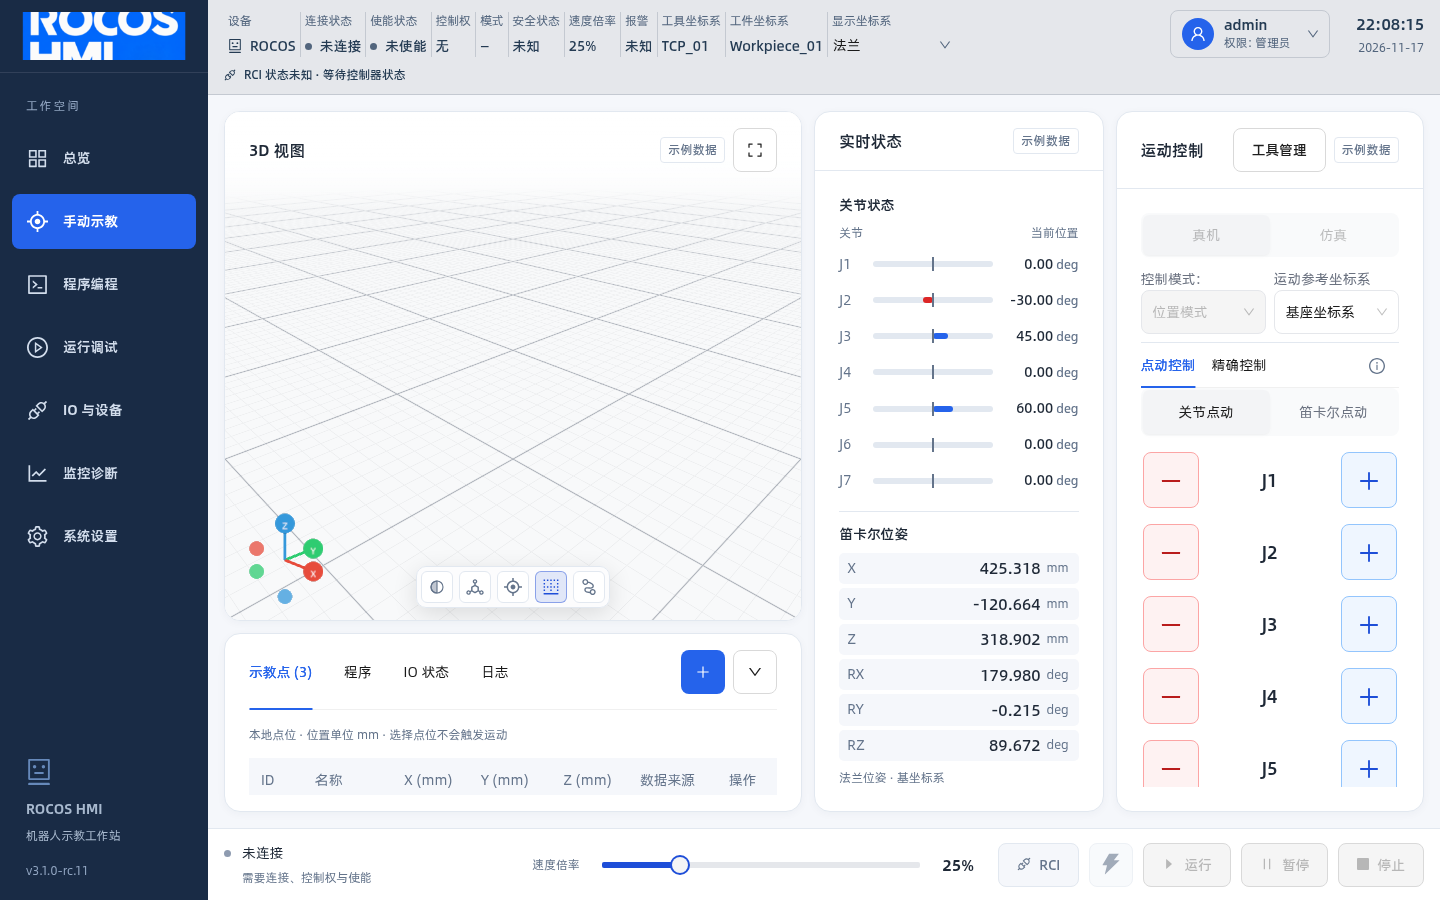 ROCOS
HMI
工作空间
总览
手动示教
程序编程
运行调试
IO 与设备
监控诊断
系统设置
ROCOS HMI
机器人示教工作站
v3.1.0-rc.11
设备 连接状态 使能状态 控制权 模式 安全状态 速度倍率 报警 工具坐标系 工件坐标系 显示坐标系
ROCOS 未连接 未使能 无 – 未知 25% 未知 TCP_01 Workpiece_01 法兰
RCI 状态未知 · 等待控制器状态
admin
权限: 管理员
22:08:15
2026-11-17
3D 视图
示例数据
Z
Y
X
示教点 (3) 程序 IO 状态 日志
本地点位 · 位置单位 mm · 选择点位不会触发运动
ID 名称 X (mm) Y (mm) Z (mm) 数据来源 操作
实时状态
示例数据
关节状态
关节 当前位置
J1 0.00 deg
J2 -30.00 deg
J3 45.00 deg
J4 0.00 deg
J5 60.00 deg
J6 0.00 deg
J7 0.00 deg
笛卡尔位姿
X 425.318 mm
Y -120.664 mm
Z 318.902 mm
RX 179.980 deg
RY -0.215 deg
RZ 89.672 deg
法兰位姿 · 基坐标系
运动控制
工具管理
示例数据
真机 仿真
控制模式: 运动参考坐标系
位置模式 基座坐标系
点动控制 精确控制
关节点动 笛卡尔点动
J1
J2
J3
J4
J5
未连接
需要连接、控制权与使能
速度倍率
25%
RCI
运行
暂停
停止